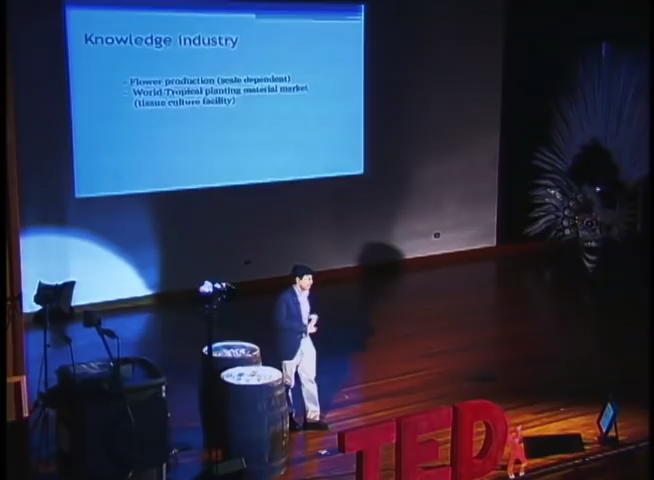 Knowledge industry
- Flower production (scale dependent)
- World Tropical planting material market
(tissue culture facility)
TED